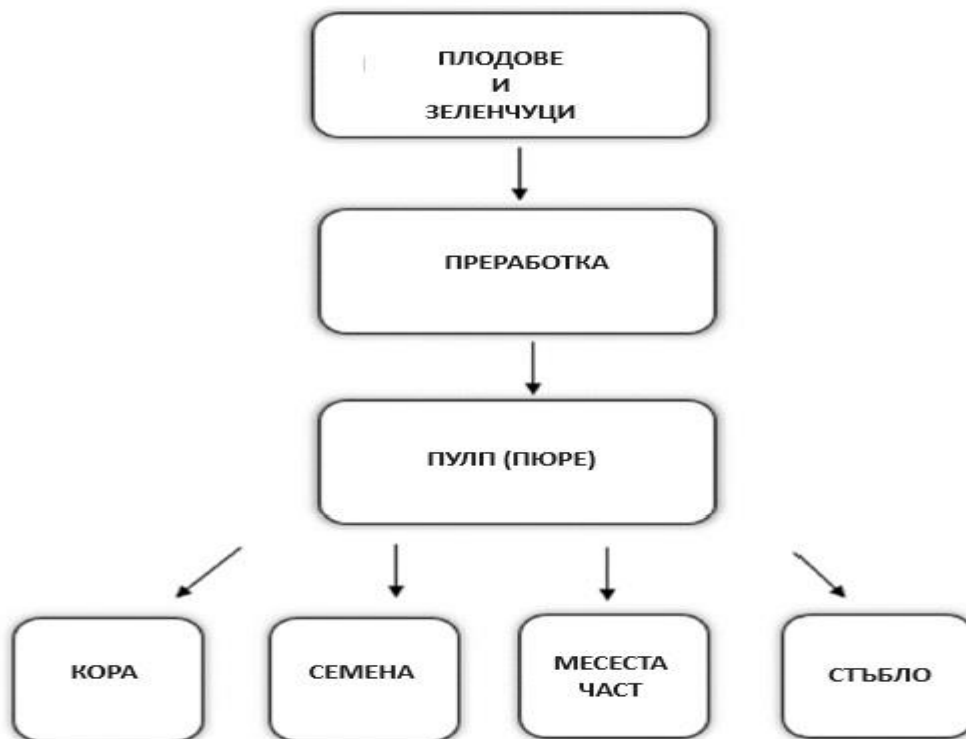 ПЛОДОВЕ
И
ЗЕЛЕНЧУЦИ
ПРЕРАБОТКА
ПУЛП (ПЮРЕ)
КОРА
СЕМЕНА
МЕСЕСТА
ЧАСТ
СТЪБЛО